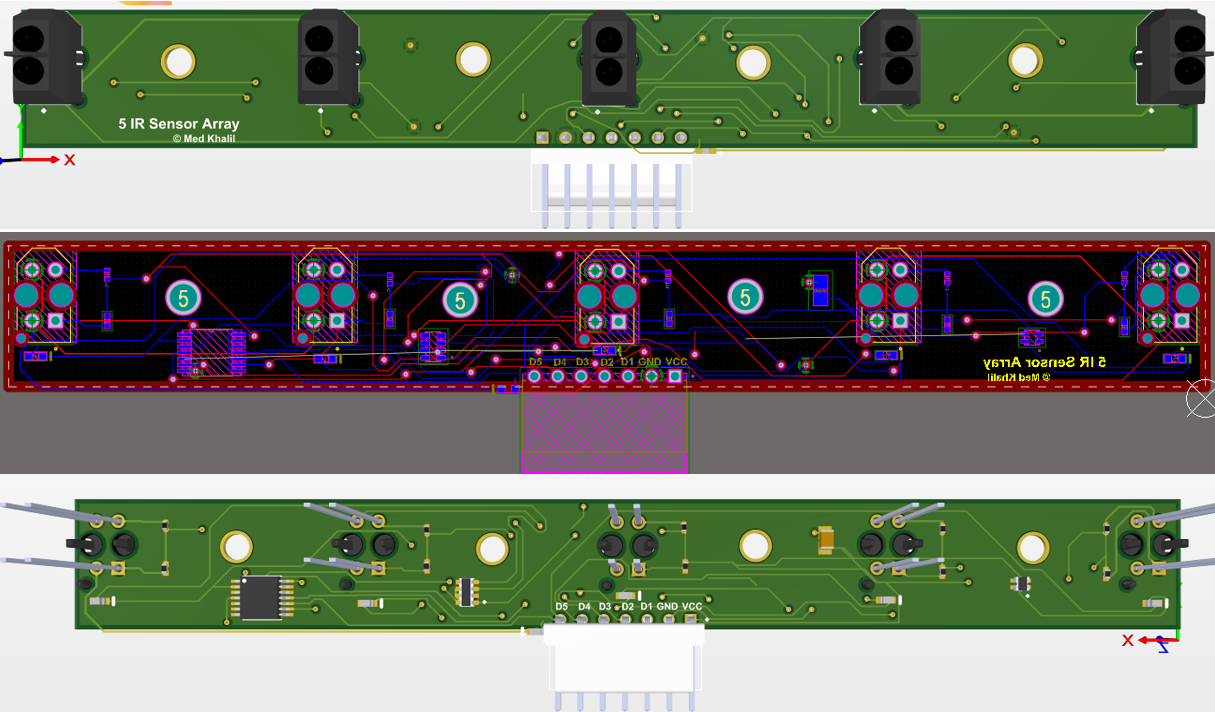 5 IR Sensor Array
© Med Khalil
X
5
5
5
5
D5 D4 D3 D2 D1 GND VCC
5 IR Sensor Array
© Med Khalil
D5 D4 D3 D2 D1 GND VCC
X
Z